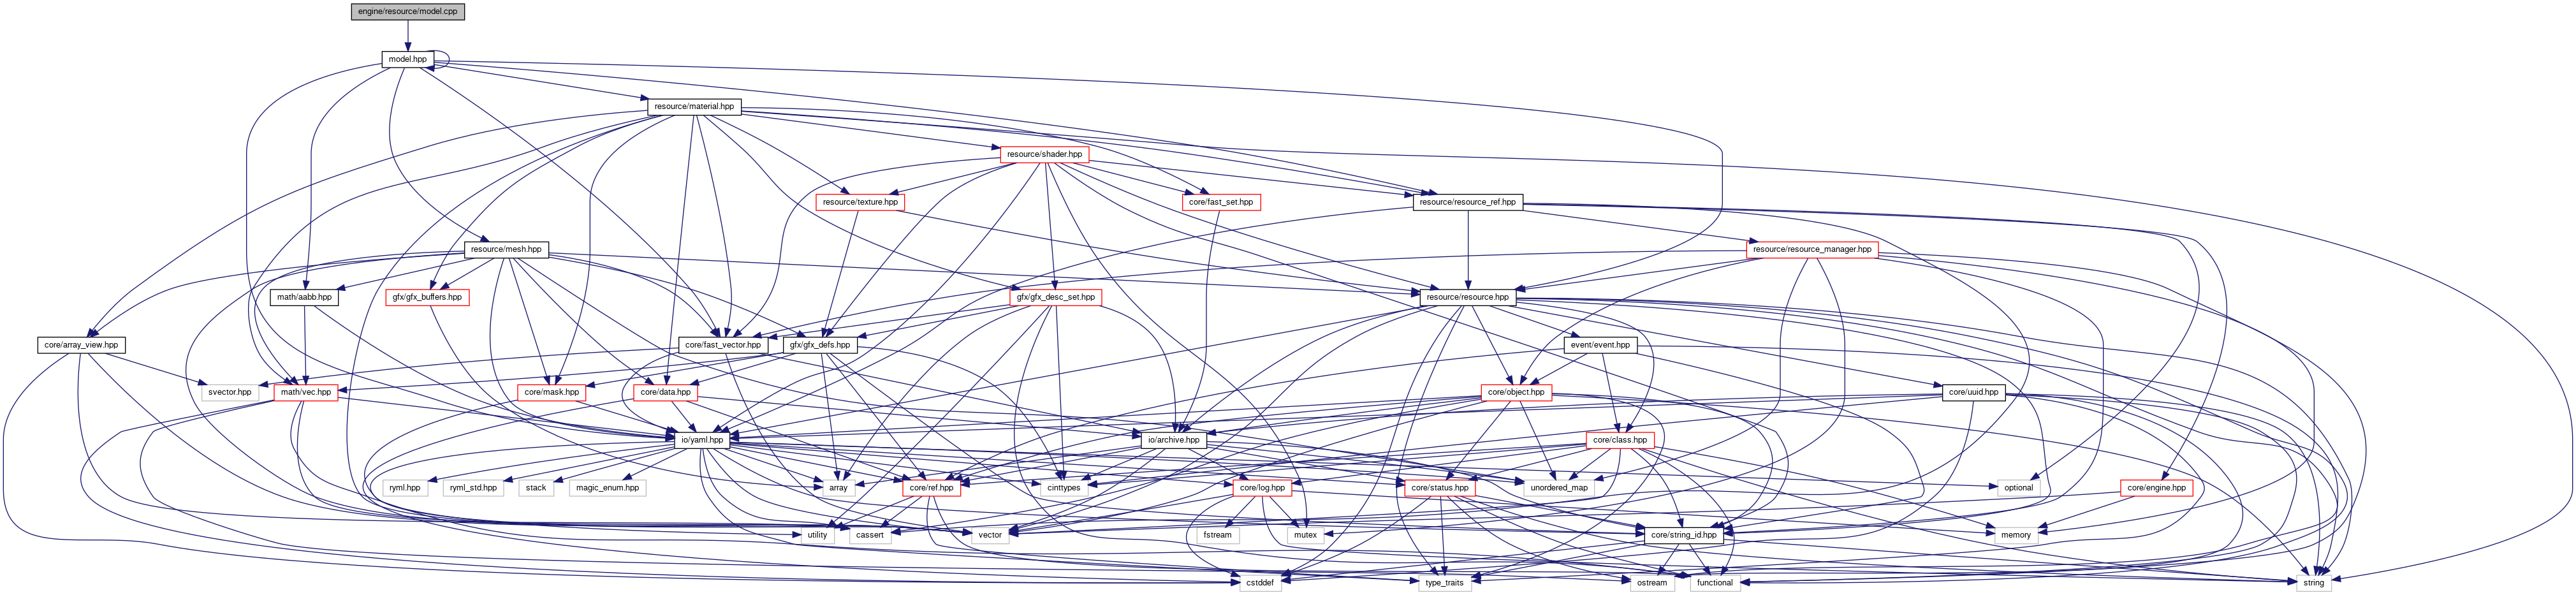 engine/resource/model.cpp
model.hpp
resource/material.hpp
resource/shader.hpp
resource/texture.hpp
core/fast_set.hpp
resource/resource_ref.hpp
resource/mesh.hpp
resource/resource_manager.hpp
math/aabb.hpp
gfx/gfx_buffers.hpp
gfx/gfx_desc_set.hpp
resource/resource.hpp
core/array_view.hpp
core/fast_vector.hpp
gfx/gfx_defs.hpp
event/event.hpp
svector.hpp
math/vec.hpp
core/mask.hpp
core/data.hpp
core/object.hpp
core/uuid.hpp
io/yaml.hpp
io/archive.hpp
core/class.hpp
ryml.hpp
ryml_std.hpp
stack
magic_enum.hpp
array
core/ref.hpp
cinttypes
core/log.hpp
core/status.hpp
unordered_map
optional
core/engine.hpp
utility
cassert
vector
fstream
mutex
core/string_id.hpp
memory
cstddef
type_traits
ostream
functional
string